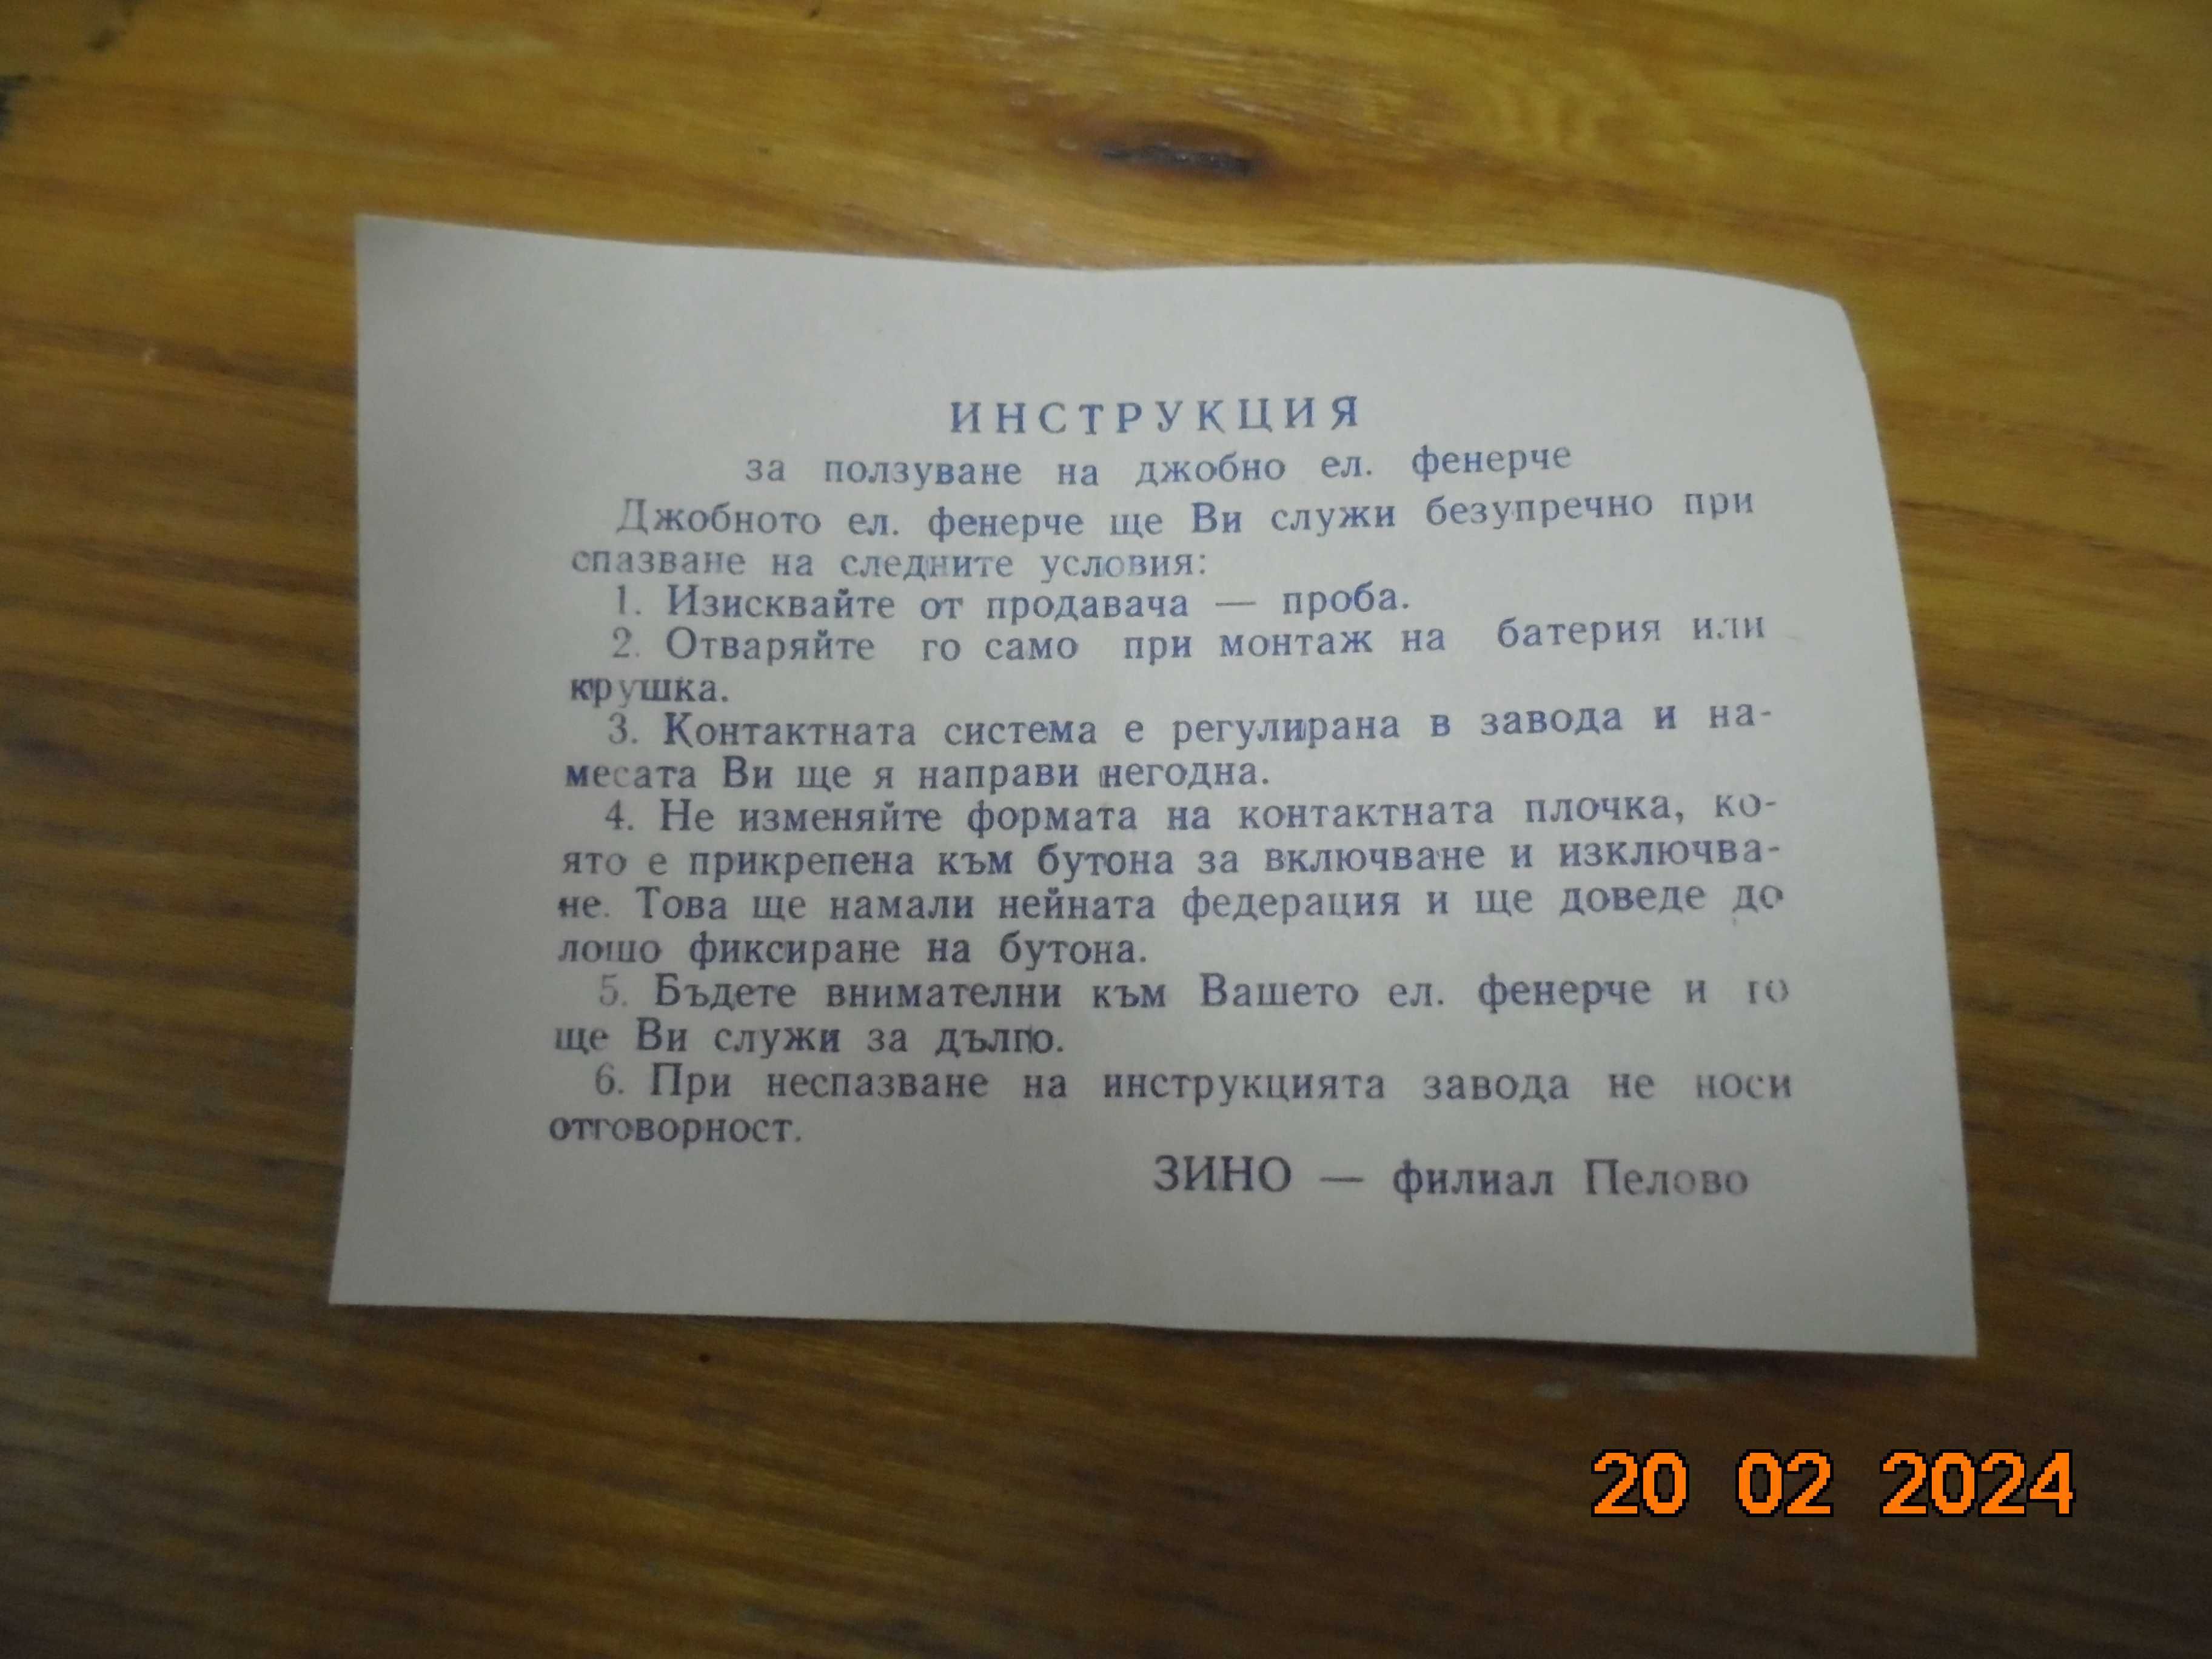 ИНСТРУКЦИЯ
за ползуване на джобно ел. фенерче
Джобното ел. фенерче ще Ви служи безупречно при
спазване на следните условия:
1. Изисквайте от продавача — проба.
2. Отваряйте го само при монтаж на батерия или
крушка.
3. Контактната система е регулирана в завода и на-
месата Ви ще я направи негодна.
4. Не изменяйте формата на контактната плочка, ко-
ято е прикрепена към бутона за включване и изключва-
не. Това ще намали нейната федерация и ще доведе до
лошо фиксиране на бутона.
5. Бъдете внимателни към Вашето ел. фенерче и то
ще Ви служи за дълго.
6. При неспазване на инструкцията завода не носи
отговорност.
ЗИНО — филиал Пелово
20 02 2024